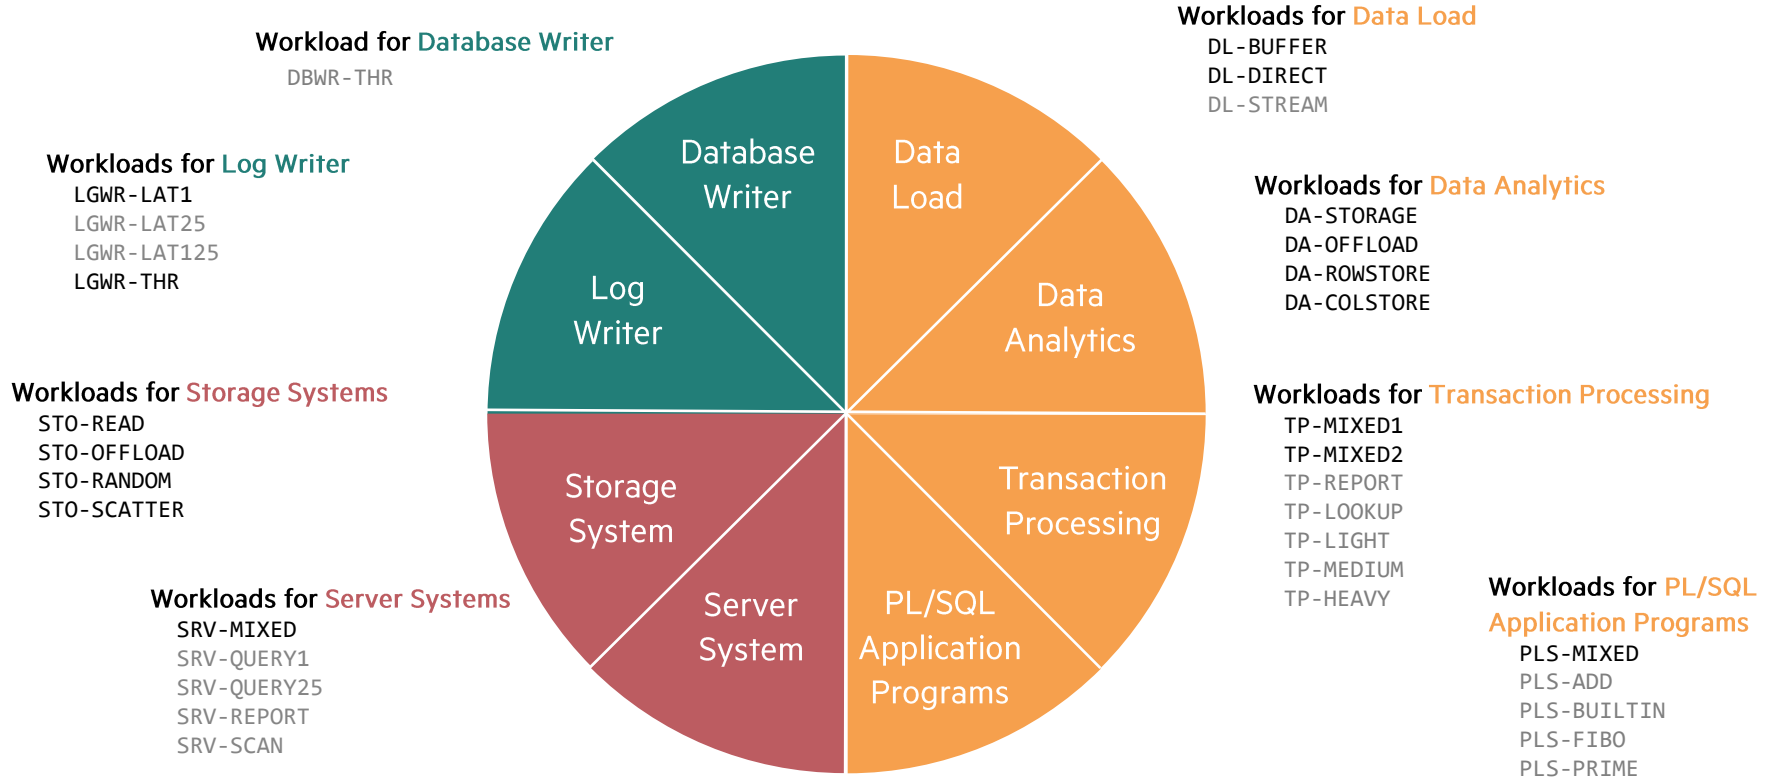 Workload for Database Writer
DBWR-THR
Workloads for Log Writer
LGWR-LAT1
LGWR-LAT25
LGWR-LAT125
LGWR-THR
Workloads for Storage Systems
STO-READ
STO-OFFLOAD
STO-RANDOM
STO-SCATTER
Workloads for Server Systems
SRV-MIXED
SRV-QUERY1
SRV-QUERY25
SRV-REPORT
SRV-SCAN
Database
Writer
Data
Load
Log
Writer
Data
Analytics
Storage
System
Transaction
Processing
Server
System
PL/SQL
Application
Programs
Workloads for Data Load
DL-BUFFER
DL-DIRECT
DL-STREAM
Workloads for Data Analytics
DA-STORAGE
DA-OFFLOAD
DA-ROWSTORE
DA-COLSTORE
Workloads for Transaction Processing
TP-MIXED1
TP-MIXED2
TP-REPORT
TP-LOOKUP
TP-LIGHT
TP-MEDIUM
TP-HEAVY
Workloads for PL/SQL
Application Programs
PLS-MIXED
PLS-ADD
PLS-BUILTIN
PLS-FIBO
PLS-PRIME